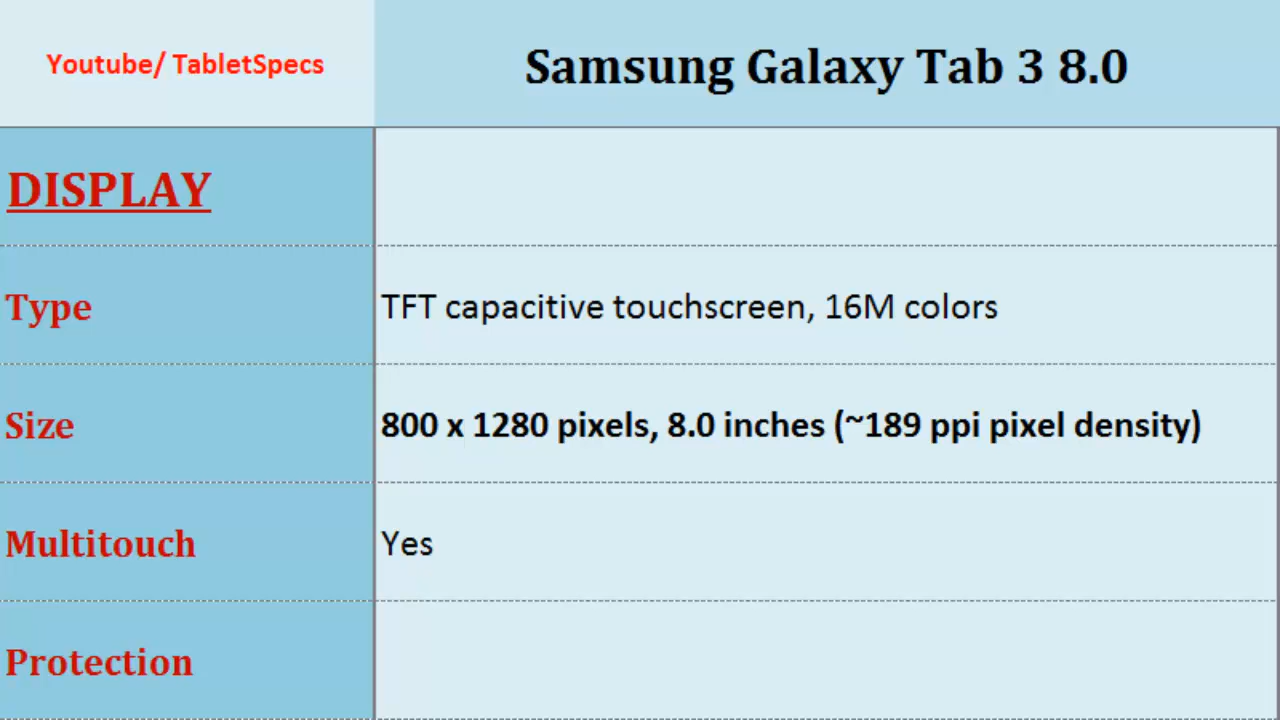 Youtube/ TabletSpecs
Samsung Galaxy Tab 3 8.0
DISPLAY
Type
TFT capacitive touchscreen, 16M colors
Size
800 x 1280 pixels, 8.0 inches (~189 ppi pixel density)
Multitouch
Yes
Protection